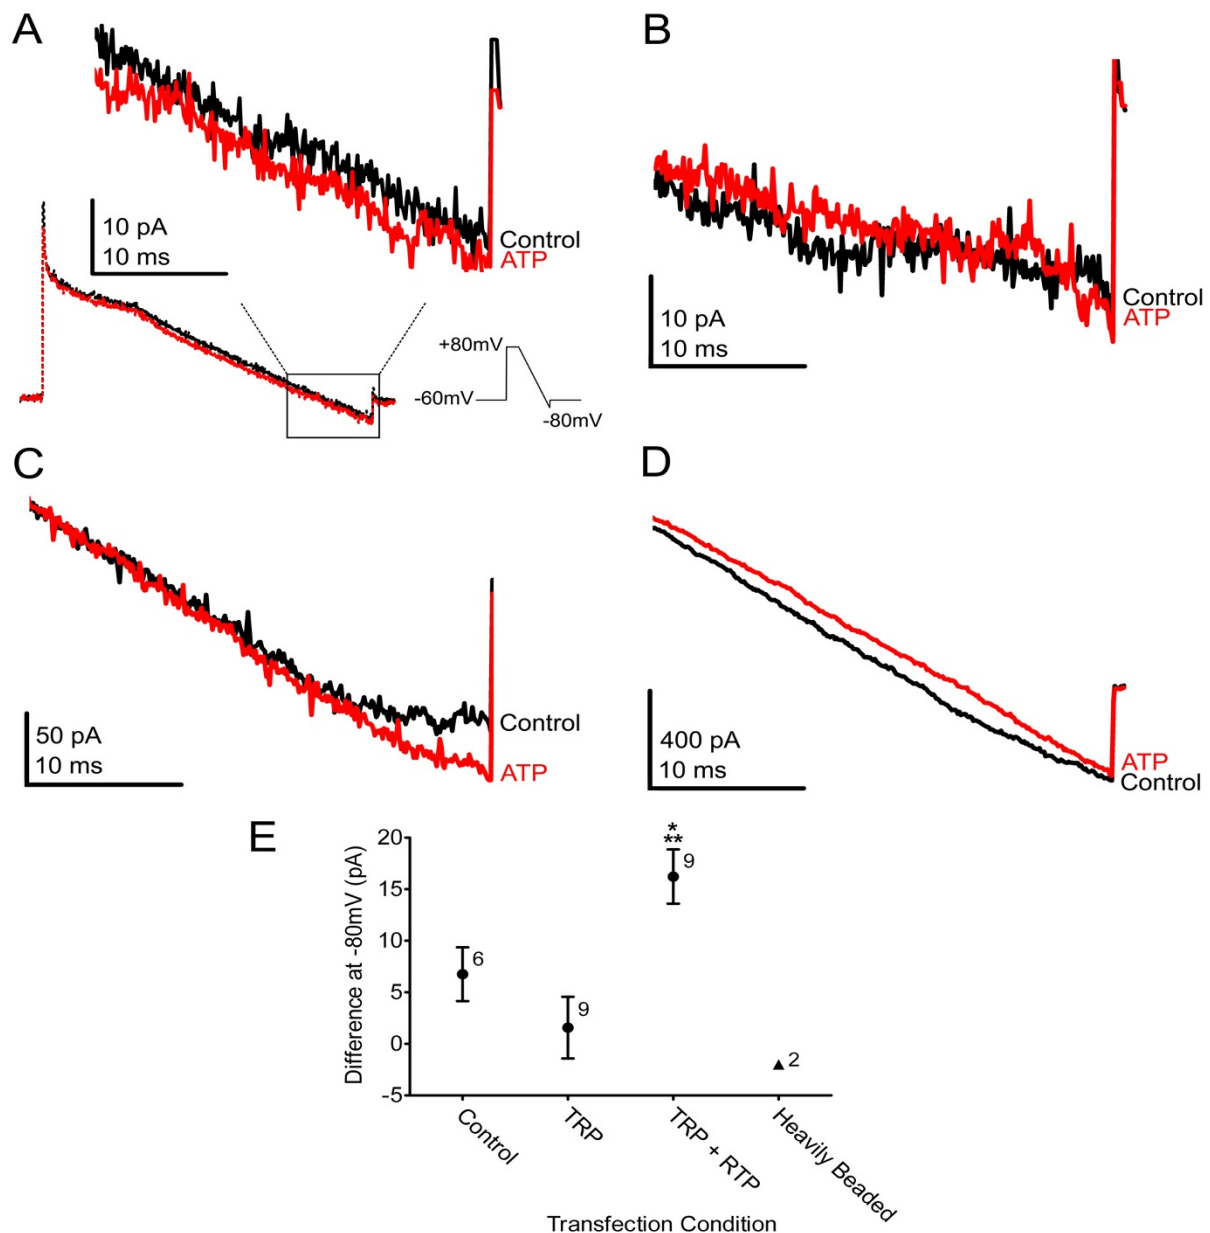 A
10 pA
10 ms
Control
ATP
+80mV
-60mV
-80mV
B
10 pA
10 ms
Control
ATP
C
50 pA
10 ms
Control
ATP
D
400 pA
10 ms
ATP
Control
E
Difference at -80mV (pA)
20
15
10
5
0
-5
6
9
*
**
9
2
Control
TRP
TRP + RTP
Heavily Beaded
Transfection Condition